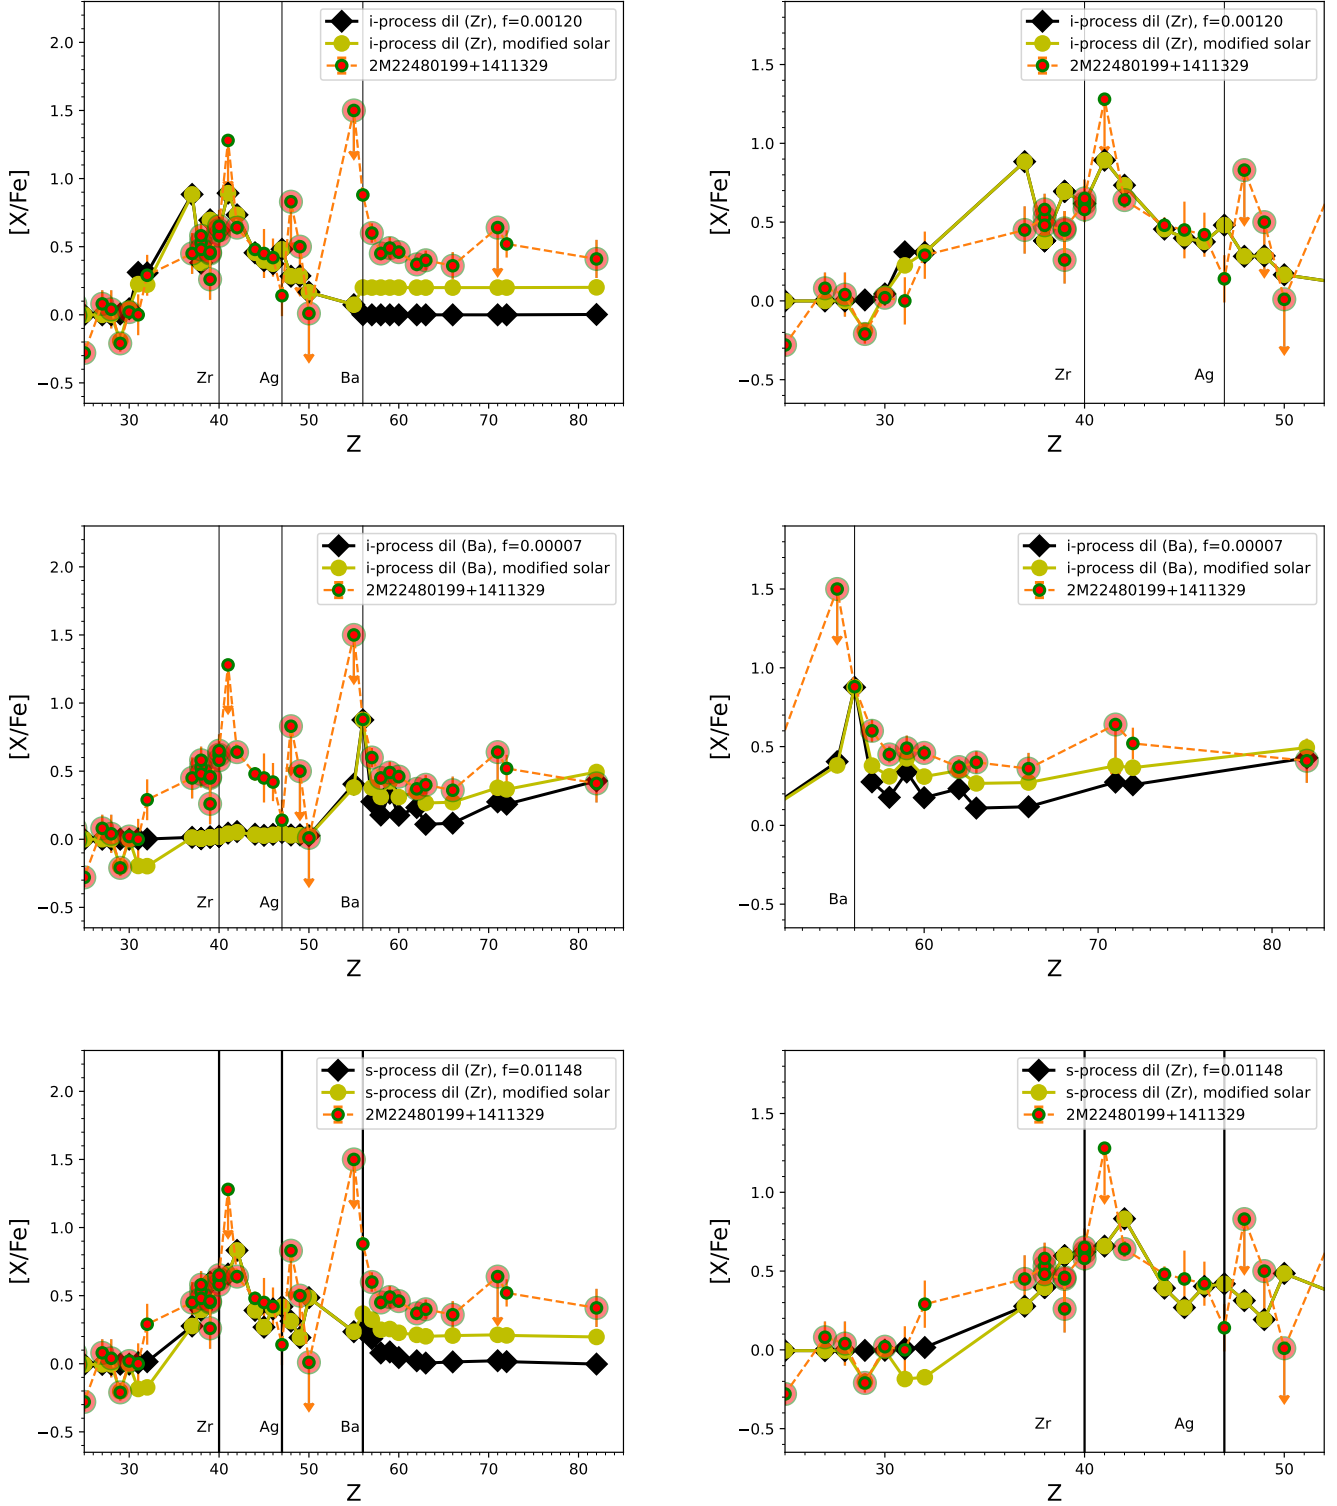 i-process dil (Zr), f=0.00120
i-process dil (Zr), modified solar
2M22480199+1411329
[X/Fe]
2.0
1.5
1.0
0.5
0.0
−0.5
Zr
Ag
Ba
30 40 50 60 70 80
Z
i-process dil (Zr), f=0.00120
i-process dil (Zr), modified solar
2M22480199+1411329
[X/Fe]
1.5
1.0
0.5
0.0
−0.5
Zr
Ag
30 40 50
Z
i-process dil (Ba), f=0.00007
i-process dil (Ba), modified solar
2M22480199+1411329
[X/Fe]
2.0
1.5
1.0
0.5
0.0
−0.5
Zr
Ag
Ba
30 40 50 60 70 80
Z
i-process dil (Ba), f=0.00007
i-process dil (Ba), modified solar
2M22480199+1411329
[X/Fe]
1.5
1.0
0.5
0.0
−0.5
Ba
60 70 80
Z
s-process dil (Zr), f=0.01148
s-process dil (Zr), modified solar
2M22480199+1411329
[X/Fe]
2.0
1.5
1.0
0.5
0.0
−0.5
Zr
Ag
Ba
30 40 50 60 70 80
Z
s-process dil (Zr), f=0.01148
s-process dil (Zr), modified solar
2M22480199+1411329
[X/Fe]
1.5
1.0
0.5
0.0
−0.5
Zr
Ag
30 40 50
Z